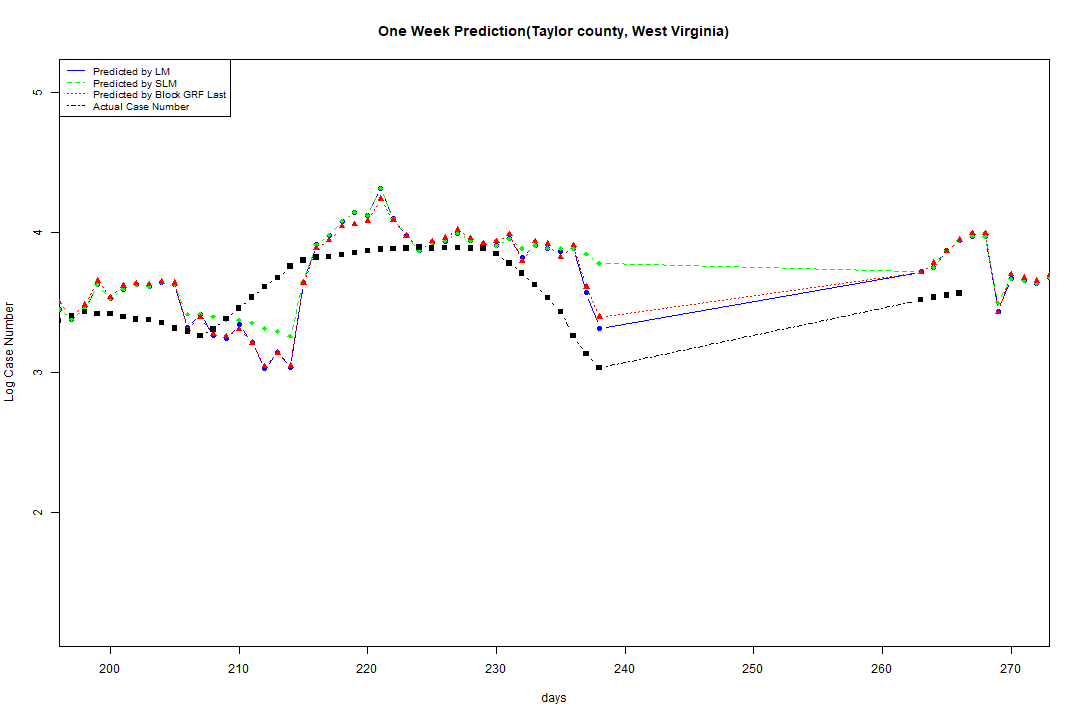 One Week Prediction(Taylor county, West Virginia)
Predicted by LM
Predicted by SLM
Predicted by Block GRF Last
Actual Case Number
5
4
3
2
Log Case Number
200 210 220 230 240 250 260 270
days